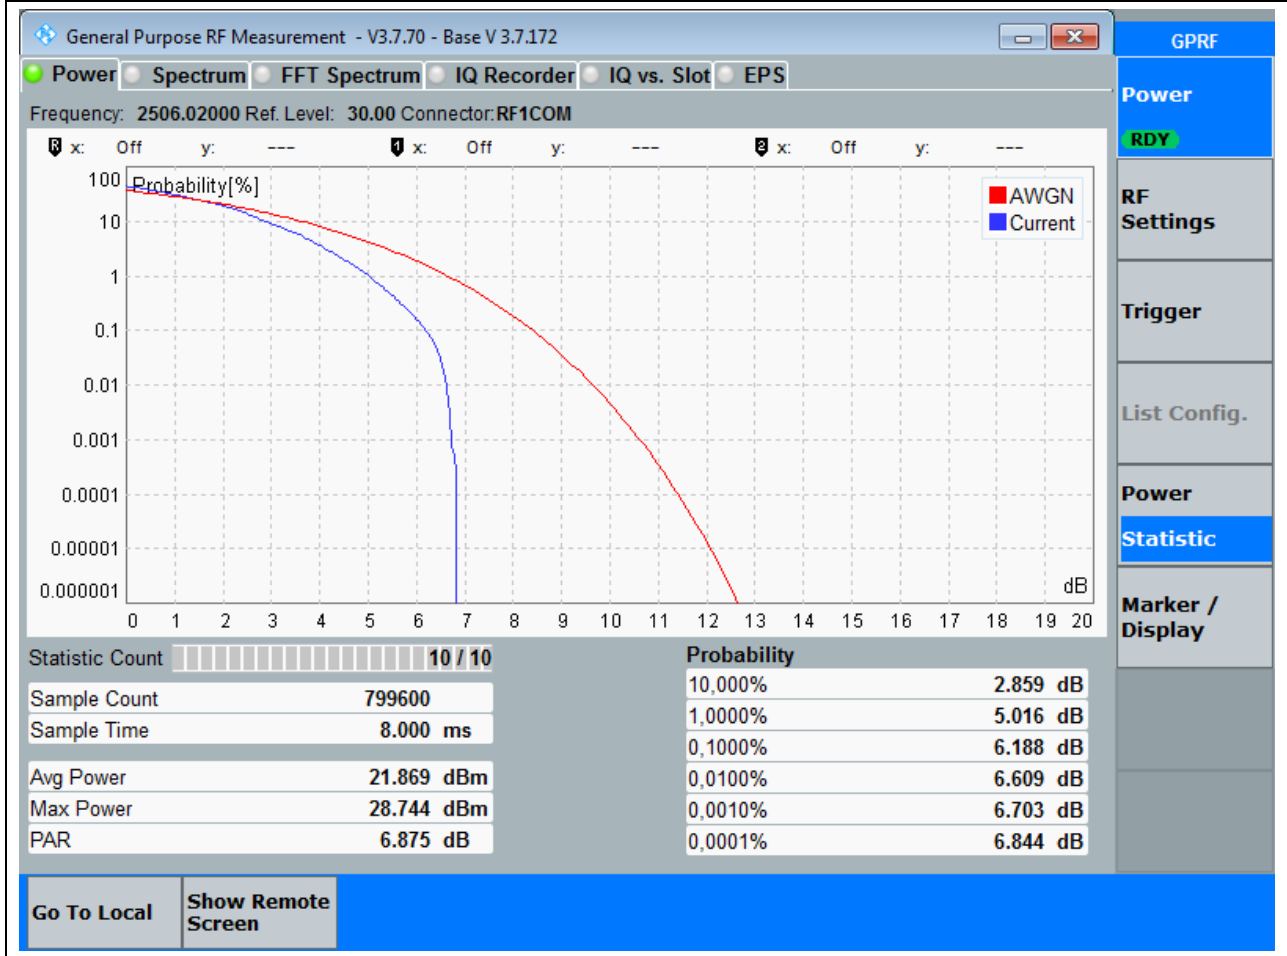 General Purpose RF Measurement - V3.7.70 - Base V 3.7.172
GPRF
Power Spectrum FFT Spectrum IQ Recorder IQ vs. Slot EPS
Frequency: 2506.02000 Ref. Level: 30.00 Connector:RF1COM
R x: Off y: --- 1 x: Off y: --- 2 x: Off y: ---
Probability[%]
AWGN
Current
100
10
1
0.1
0.01
0.001
0.0001
0.00001
0.000001
dB
0 1 2 3 4 5 6 7 8 9 10 11 12 13 14 15 16 17 18 19 20
Statistic Count 10 / 10
Sample Count 799600
Sample Time 8.000 ms
Avg Power 21.869 dBm
Max Power 28.744 dBm
PAR 6.875 dB
Probability
10,000% 2.859 dB
1,0000% 5.016 dB
0,1000% 6.188 dB
0,0100% 6.609 dB
0,0010% 6.703 dB
0,0001% 6.844 dB
Power
RDY
RF
Settings
Trigger
List Config.
Power
Statistic
Marker /
Display
Go To Local
Show Remote
Screen